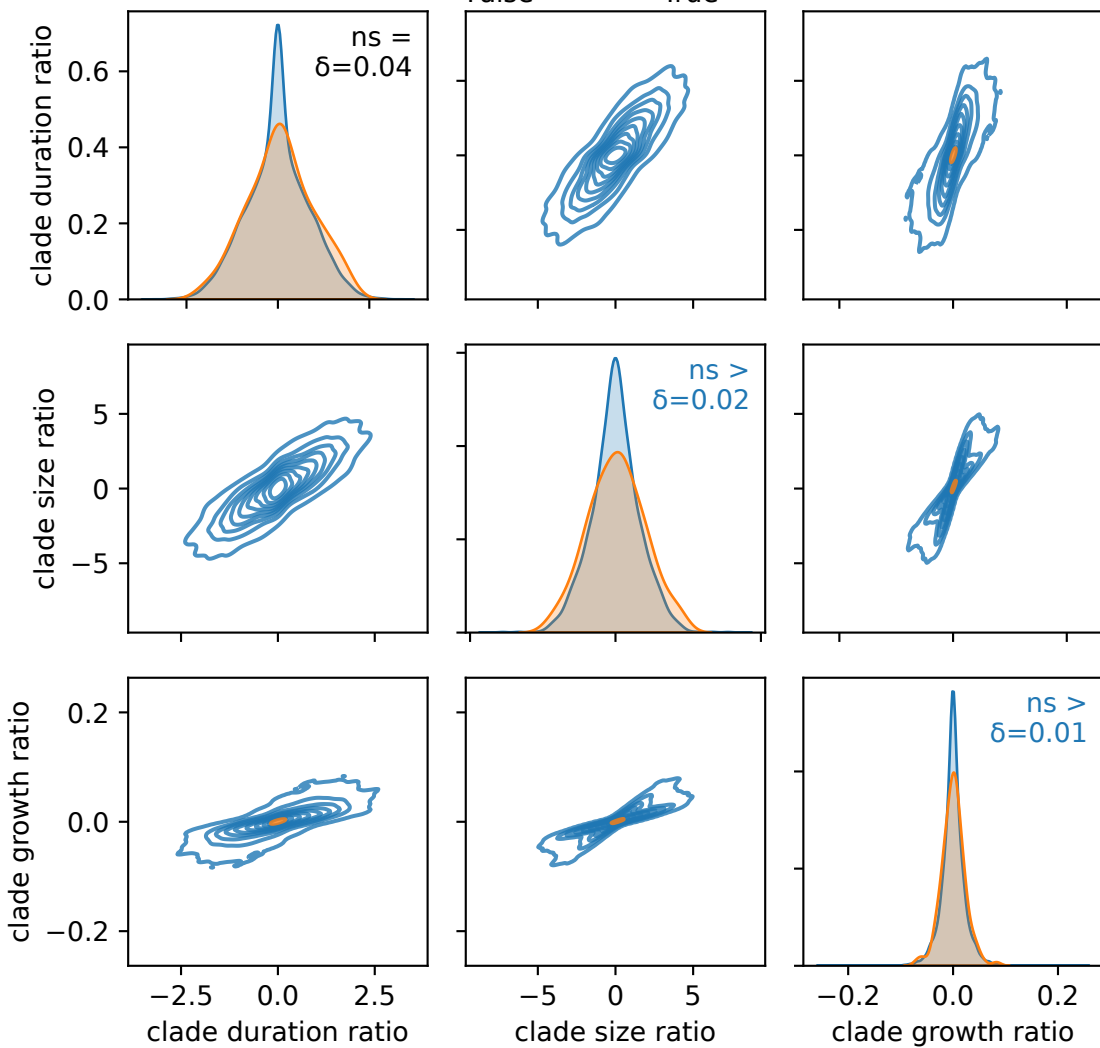 clade duration ratio
0.6
0.4
0.2
0.0
ns =
δ=0.04
clade size ratio
5
0
−5
ns >
δ=0.02
clade growth ratio
0.2
0.0
−0.2
ns >
δ=0.01
−2.5 0.0 2.5
−5 0 5
−0.2 0.0 0.2
clade duration ratio
clade size ratio
clade growth ratio